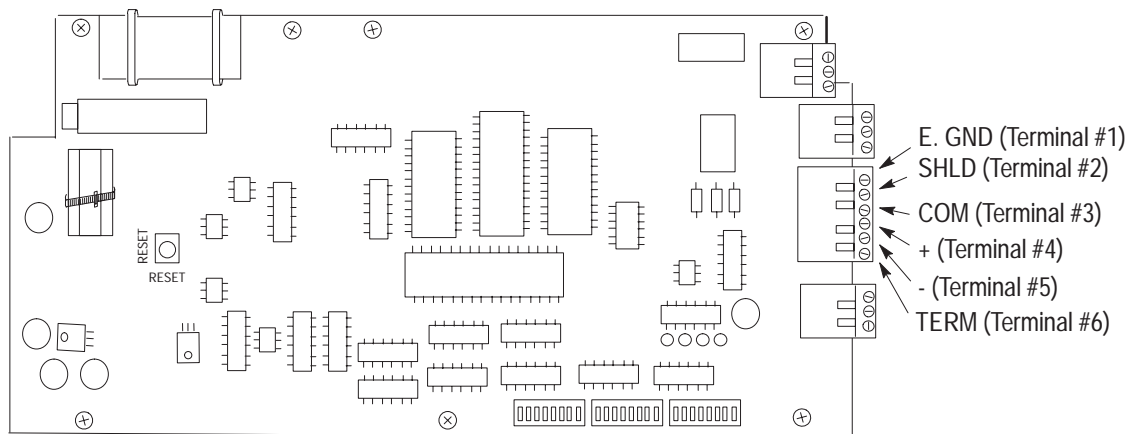 E. GND (Terminal #1)
SHLD (Terminal #2)
COM (Terminal #3)
+ (Terminal #4)
- (Terminal #5)
TERM (Terminal #6)
RESET
RESET